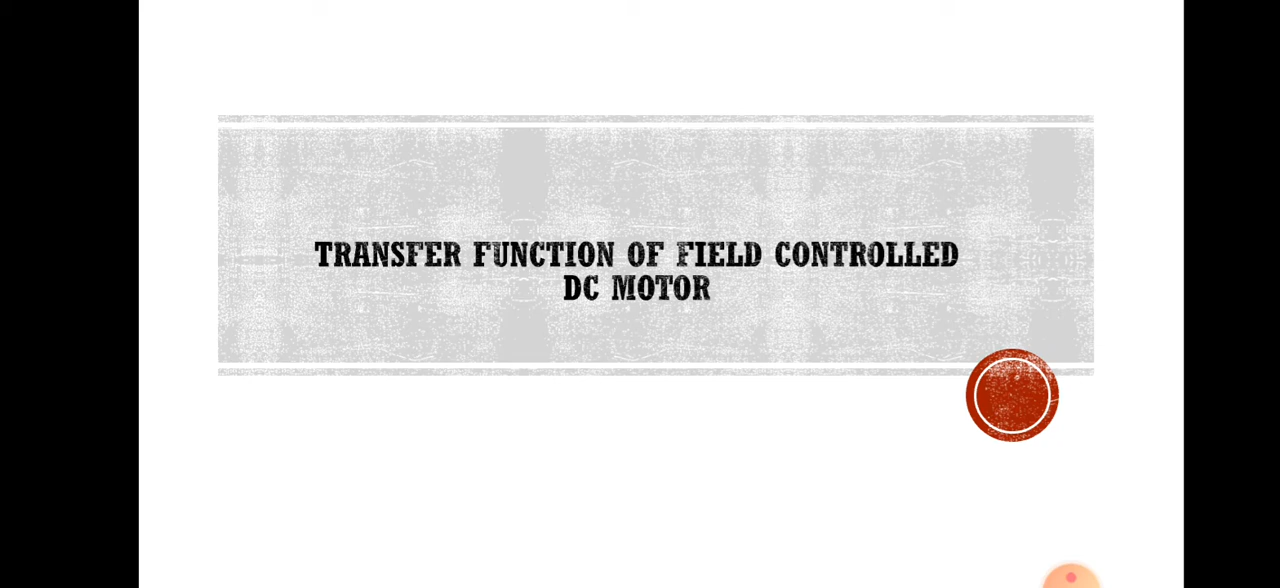 TRANSFER FUNCTION OF FIELD CONTROLLED
DC MOTOR